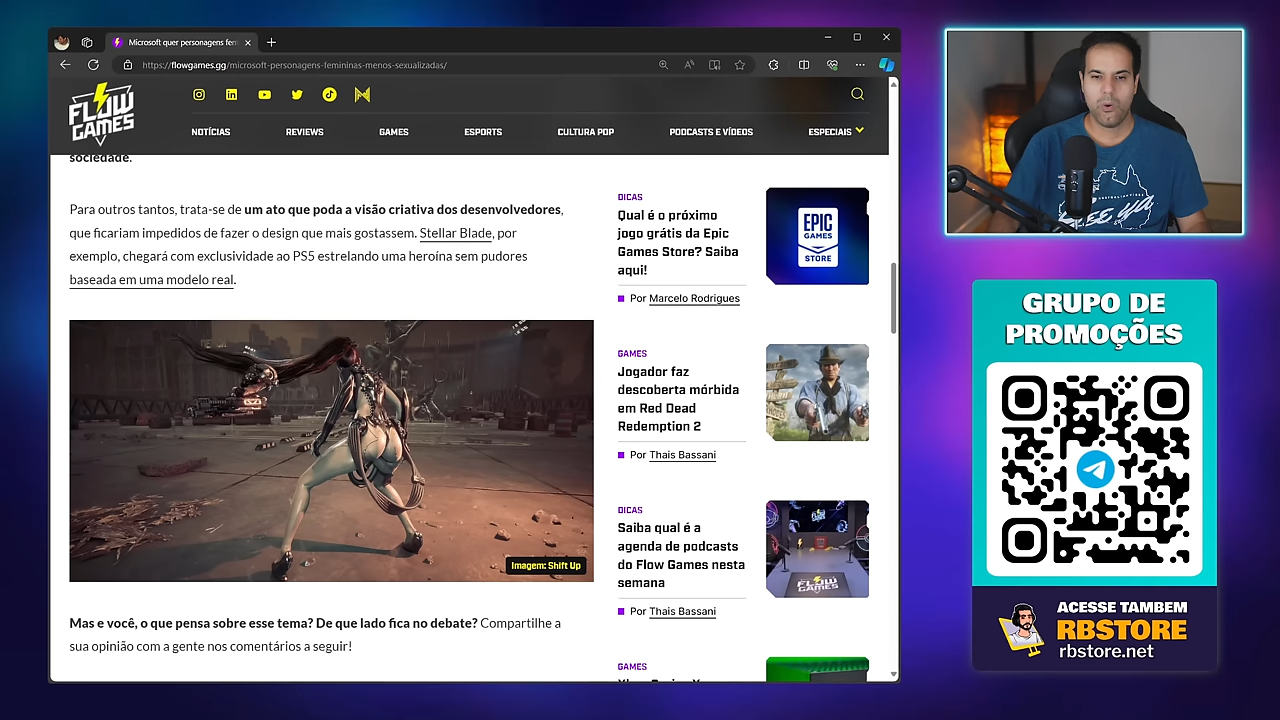 Microsoft quer personagens fem
https://flowgames.gg/microsoft-personagens-femininas-menos-sexualizadas/
FLOW
GAMES
NOTÍCIAS
REVIEWS
GAMES
ESPORTS
CULTURA POP
PODCASTS E VÍDEOS
ESPECIAIS
sociedade.
Para outros tantos, trata-se de um ato que poda a visão criativa dos desenvolvedores,
que ficariam impedidos de fazer o design que mais gostassem. Stellar Blade, por
exemplo, chegará com exclusividade ao PS5 estrelando uma heroína sem pudores
baseada em uma modelo real.
Imagem: Shift Up
Mas e você, o que pensa sobre esse tema? De que lado fica no debate? Compartilhe a
sua opinião com a gente nos comentários a seguir!
DICAS
Qual é o próximo
jogo grátis da Epic
Games Store? Saiba
aqui!
Por Marcelo Rodrigues
EPIC
GAMES
STORE
GAMES
Jogador faz
descoberta mórbida
em Red Dead
Redemption 2
Por Thais Bassani
DICAS
Saiba qual é a
agenda de podcasts
do Flow Games nesta
semana
Por Thais Bassani
FLOW
GAMES
GAMES
GRUPO DE
PROMOÇÕES
ACESSE TAMBEM
RBSTORE
rbstore.net